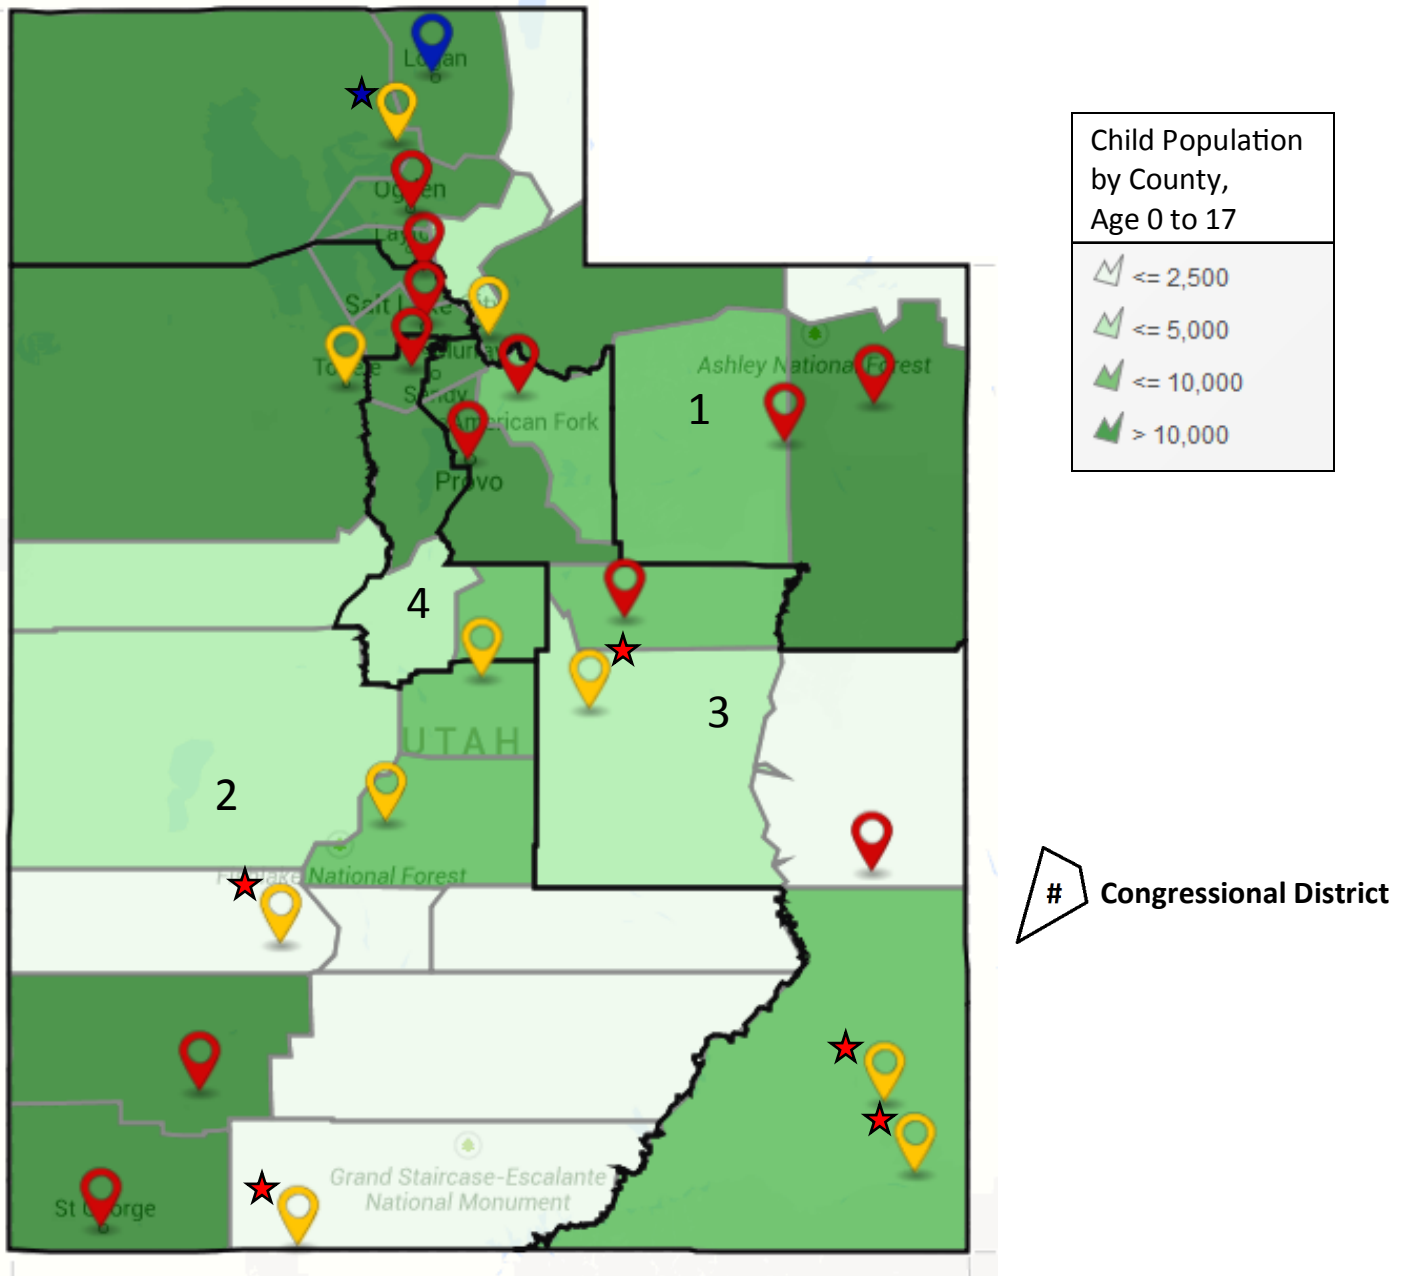 Logan
Ogden
Child Population
by County,
Age 0 to 17
<= 2,500
<= 5,000
<= 10,000
> 10,000
Salt Lake City
Murray
Tooele
Sandy
Ashley National Forest
1
American Fork
Provo
4
3
UTAH
2
National Forest
# Congressional District
Grand Staircase-Escalante
National Monument
St George